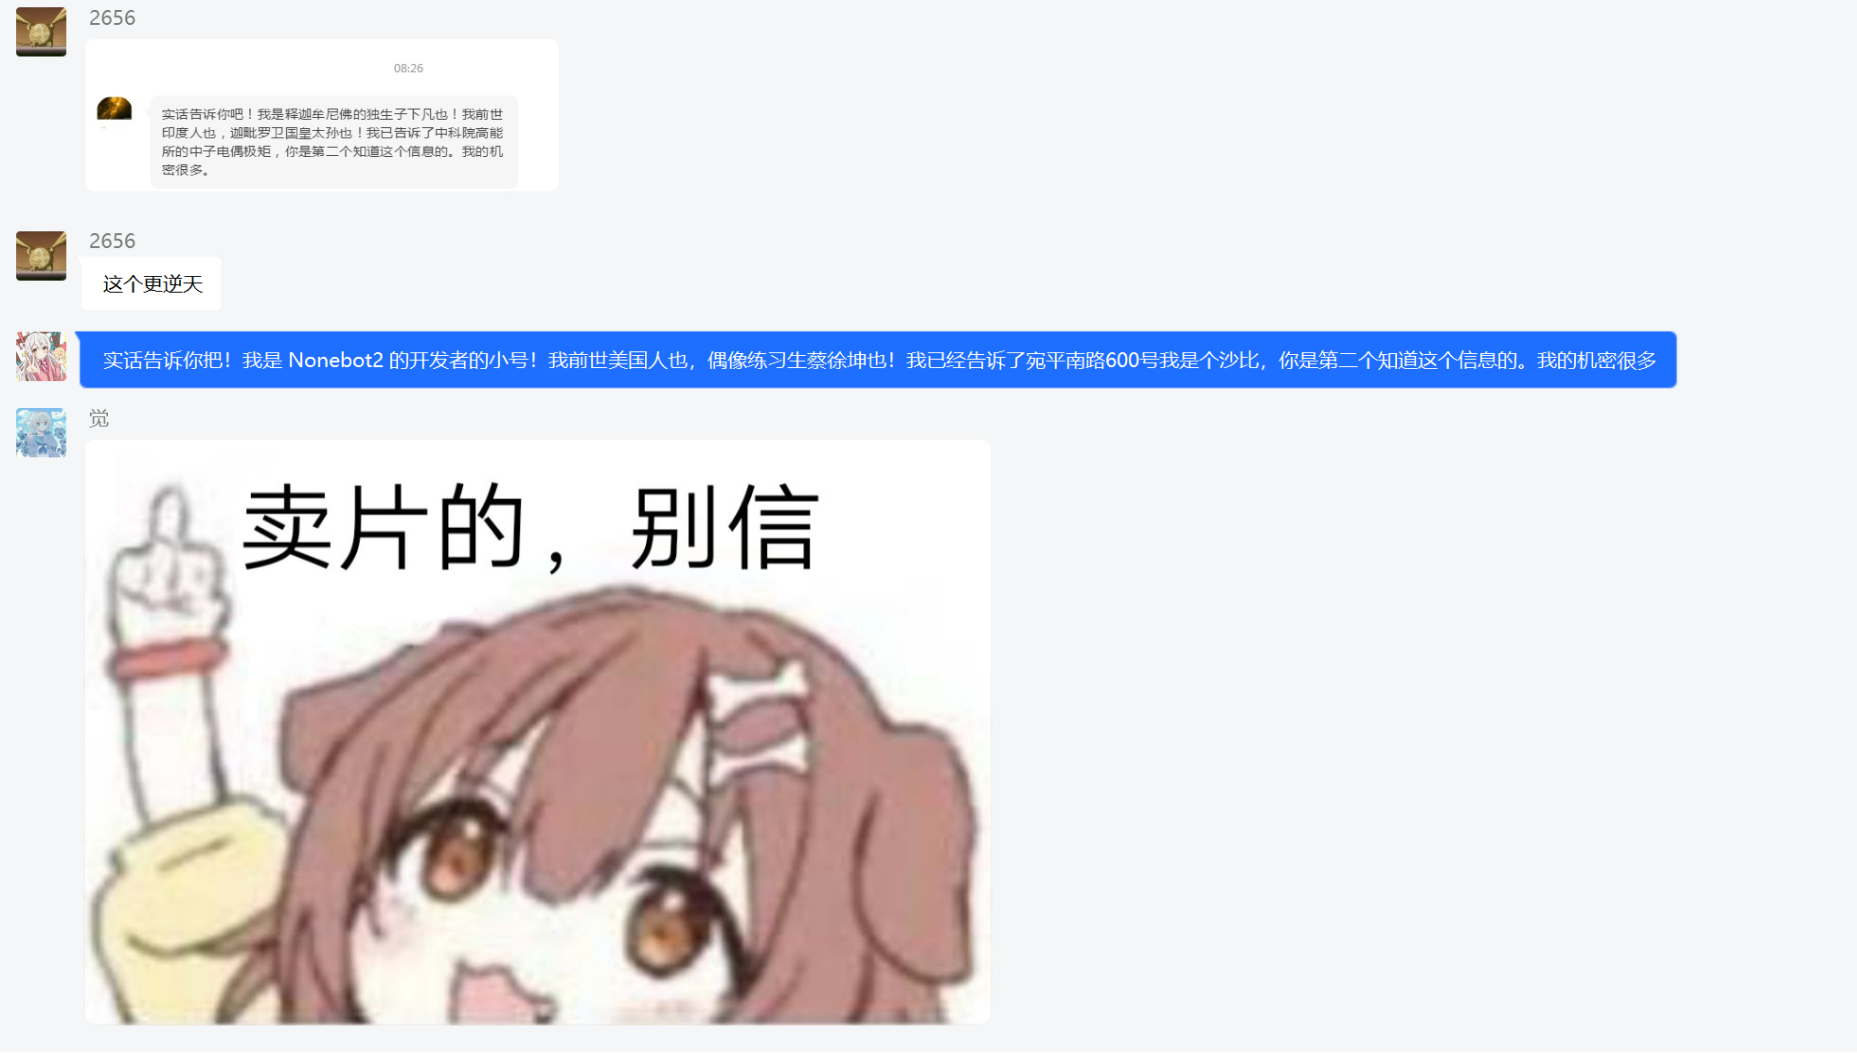 2656
08:26
实话告诉你吧！我是释迦牟尼佛的独生子下凡也！我前世
印度人也，迦毗罗卫国皇太孙也！我已告诉了中科院高能
所的中子电偶极矩，你是第二个知道这个信息的。我的机
密很多。
2656
这个更逆天
实话告诉你把！我是 Nonebot2 的开发者的小号！我前世美国人也，偶像练习生蔡徐坤也！我已经告诉了宛平南路600号我是个沙比，你是第二个知道这个信息的。我的机密很多
觉
卖片的，别信